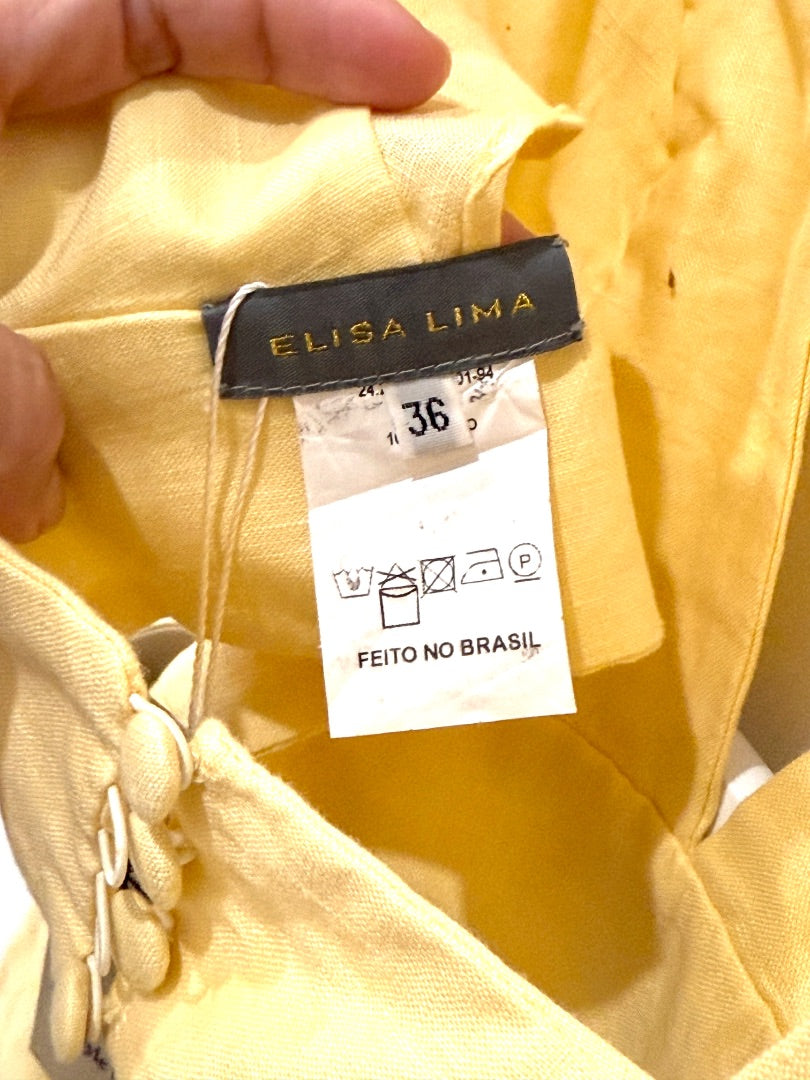 ELISA LIMA
36
P
FEITO NO BRASIL